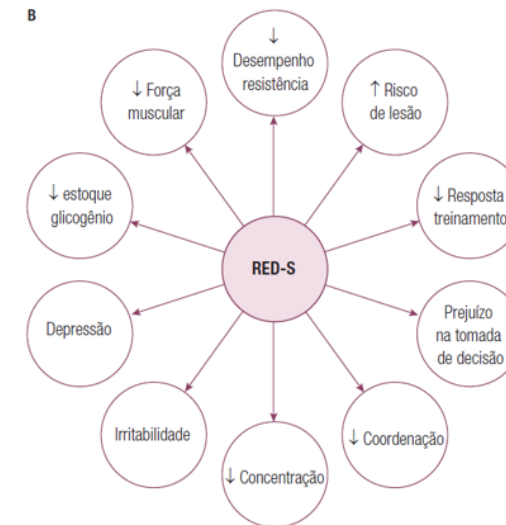 B
↓
Desempenho
resistência
↑ Risco
de lesão
↓ Resposta
treinamento
Prejuízo
na tomada
de decisão
↓ Coordenação
↓ Concentração
Irritabilidade
Depressão
↓ estoque
glicogênio
↓ Força
muscular
RED-S